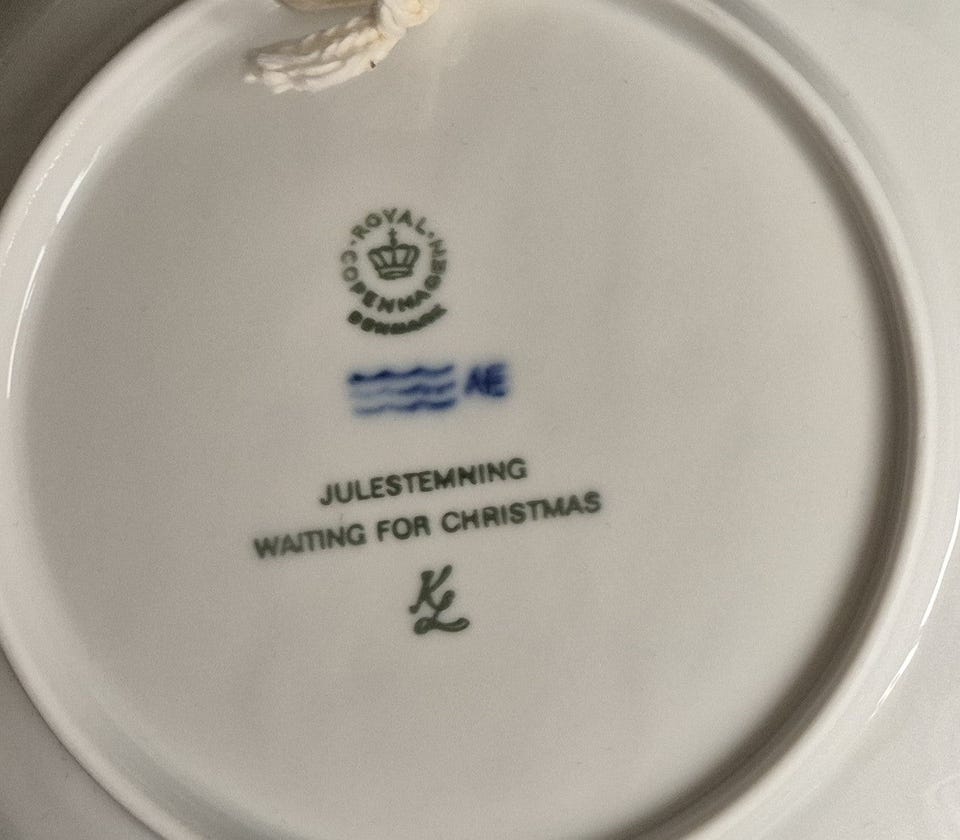 ROYAL
COPENHAGEN
DENMARK
AE
JULESTEMNING
WAITING FOR CHRISTMAS
KL